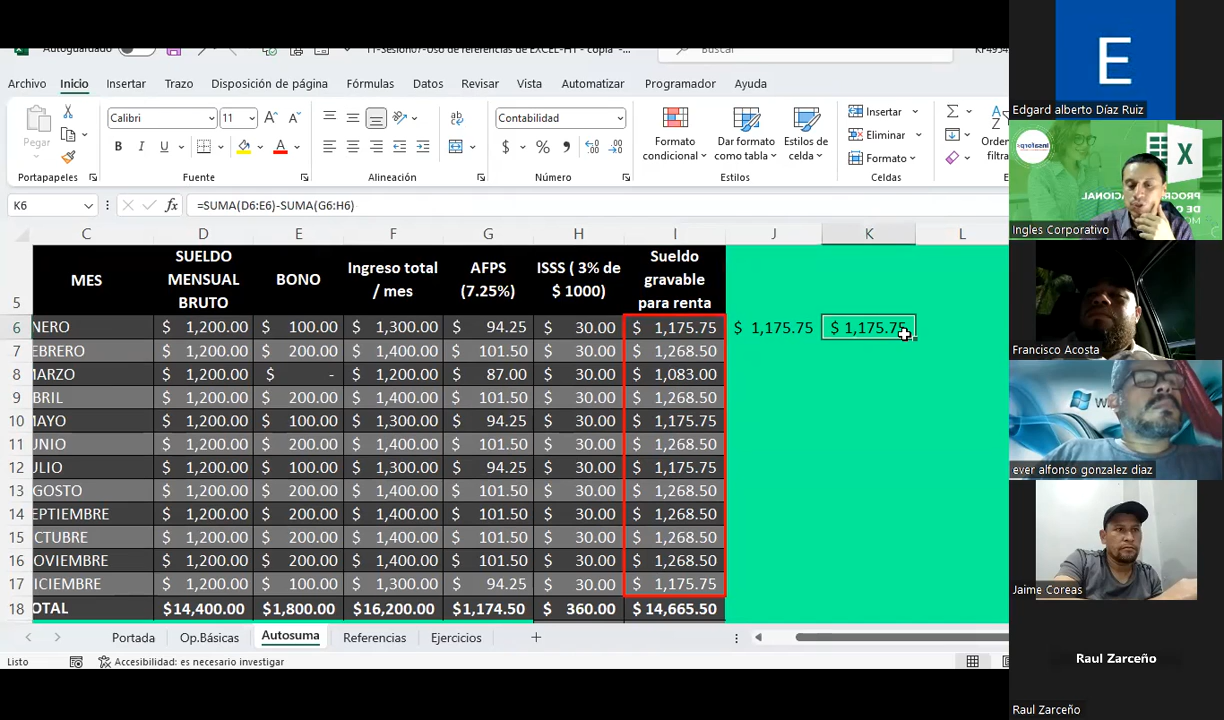 Autoguardado
11-Sesion07-Uso de referencias de EXCEL-HT - copia -...
Buscar
Archivo Inicio Insertar Trazo Disposición de página Fórmulas Datos Revisar Vista Automatizar Programador Ayuda
Pegar
Calibri 11
N K S
Portapapeles
Fuente
Alineación
Contabilidad
$ % 000
Número
Formato condicional
Dar formato como tabla
Estilos de celda
Estilos
Insertar
Eliminar
Formato
Celdas
Orden
filtra
K6
fx
=SUMA(D6:E6)-SUMA(G6:H6)
C D E F G H I J K L
5 MES SUELDO MENSUAL BRUTO BONO Ingreso total / mes AFPS (7.25%) ISSS ( 3% de $ 1000) Sueldo gravable para renta
6 NERO $ 1,200.00 $ 100.00 $ 1,300.00 $ 94.25 $ 30.00 $ 1,175.75 $ 1,175.75 $ 1,175.75
7 EBRERO $ 1,200.00 $ 200.00 $ 1,400.00 $ 101.50 $ 30.00 $ 1,268.50
8 MARZO $ 1,200.00 $ - $ 1,200.00 $ 87.00 $ 30.00 $ 1,083.00
9 BRIL $ 1,200.00 $ 200.00 $ 1,400.00 $ 101.50 $ 30.00 $ 1,268.50
10 MAYO $ 1,200.00 $ 100.00 $ 1,300.00 $ 94.25 $ 30.00 $ 1,175.75
11 UNIO $ 1,200.00 $ 200.00 $ 1,400.00 $ 101.50 $ 30.00 $ 1,268.50
12 ULIO $ 1,200.00 $ 100.00 $ 1,300.00 $ 94.25 $ 30.00 $ 1,175.75
13 GOSTO $ 1,200.00 $ 200.00 $ 1,400.00 $ 101.50 $ 30.00 $ 1,268.50
14 EPTIEMBRE $ 1,200.00 $ 200.00 $ 1,400.00 $ 101.50 $ 30.00 $ 1,268.50
15 CTUBRE $ 1,200.00 $ 200.00 $ 1,400.00 $ 101.50 $ 30.00 $ 1,268.50
16 OVIEMBRE $ 1,200.00 $ 200.00 $ 1,400.00 $ 101.50 $ 30.00 $ 1,268.50
17 ICIEMBRE $ 1,200.00 $ 100.00 $ 1,300.00 $ 94.25 $ 30.00 $ 1,175.75
18 OTAL $14,400.00 $1,800.00 $16,200.00 $1,174.50 $ 360.00 $ 14,665.50
Portada Op.Básicas Autosuma Referencias Ejercicios
Listo
Accesibilidad: es necesario investigar
E
Edgard alberto Díaz Ruiz
insaforp
Ingles Corporativo
Francisco Acosta
ever alfonso gonzalez diaz
Jaime Coreas
Raul Zarceño
Raul Zarceño